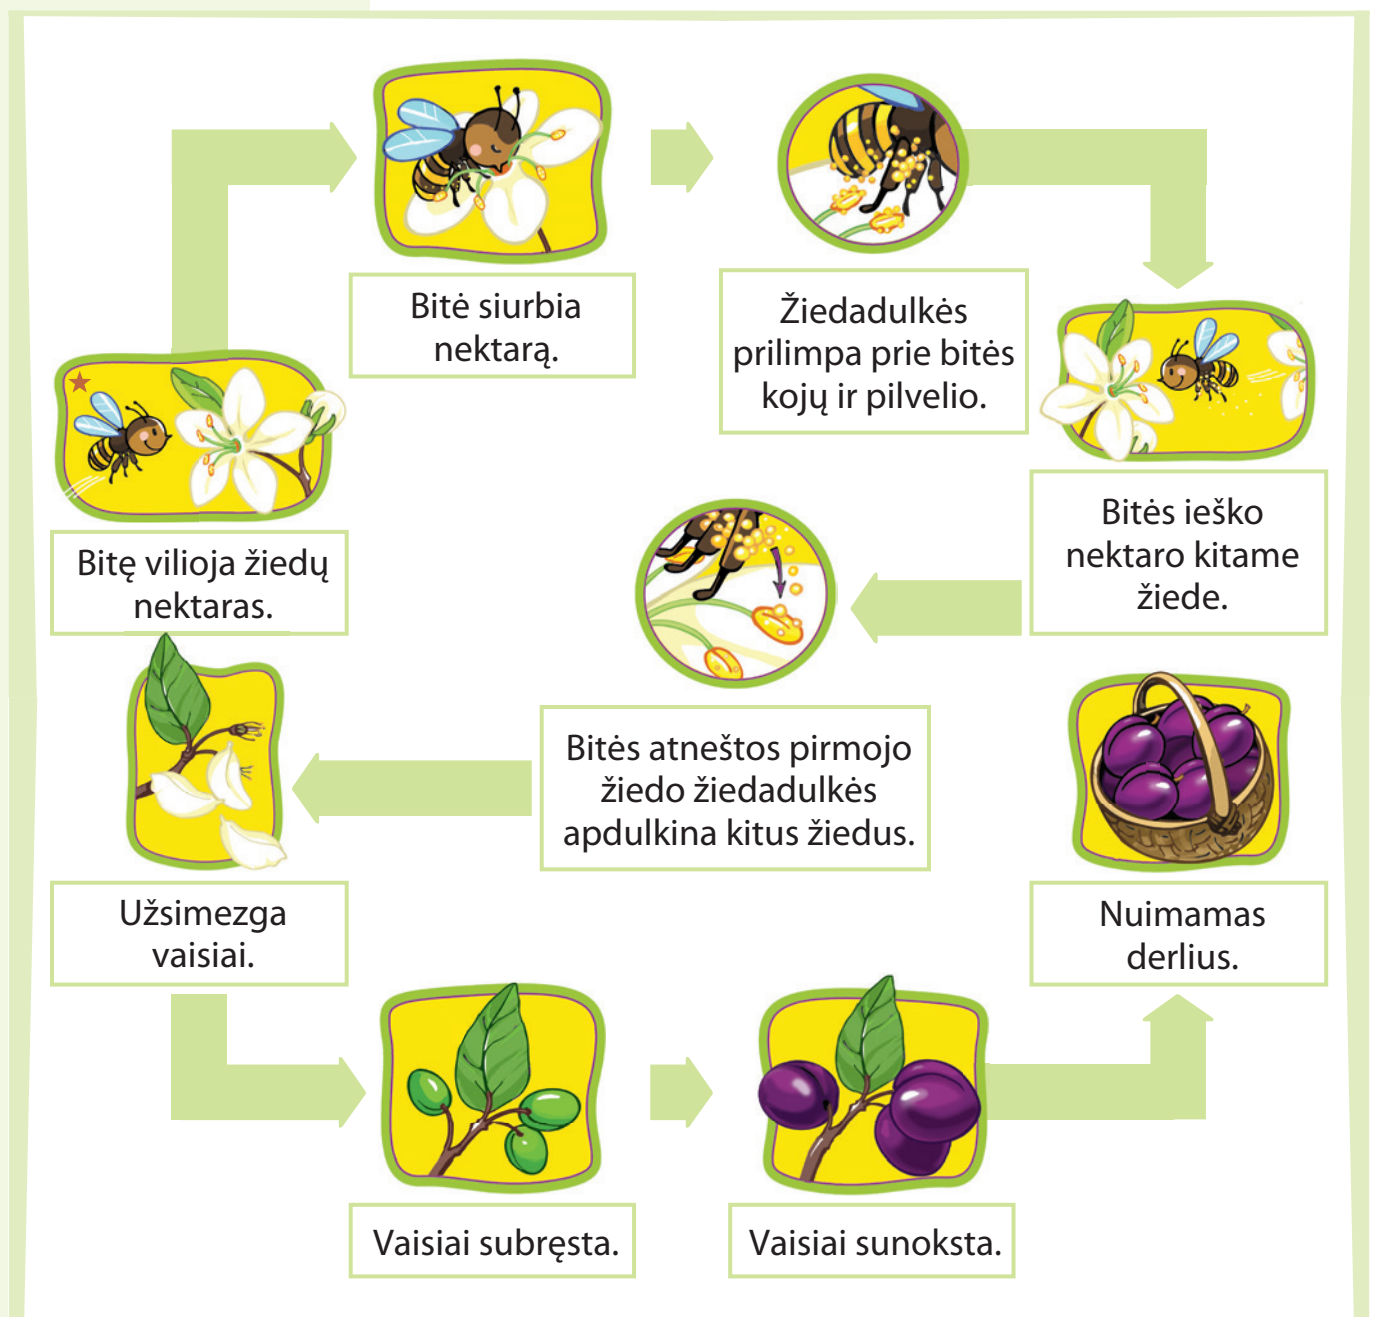 Bitę vilioja žiedų
nektaras.
Bitė siurbia
nektarą.
Žiedadulkės
prilimpa prie bitės
kojų ir pilvelio.
Bitės ieško
nektaro kitame
žiede.
Bitės atneštos pirmojo
žiedo žiedadulkės
apdulkina kitus žiedus.
Užsimezga
vaisiai.
Vaisiai subręsta.
Vaisiai sunoksta.
Nuimamas
derlius.